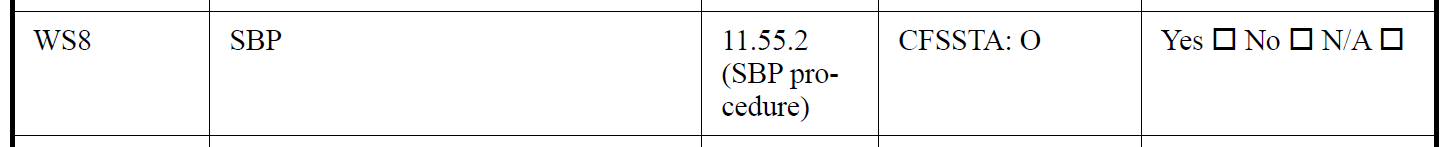 WS8 SBP 11.55.2 CFSSTA: O Yes ☐ No ☐ N/A ☐
(SBP pro-
cedure)